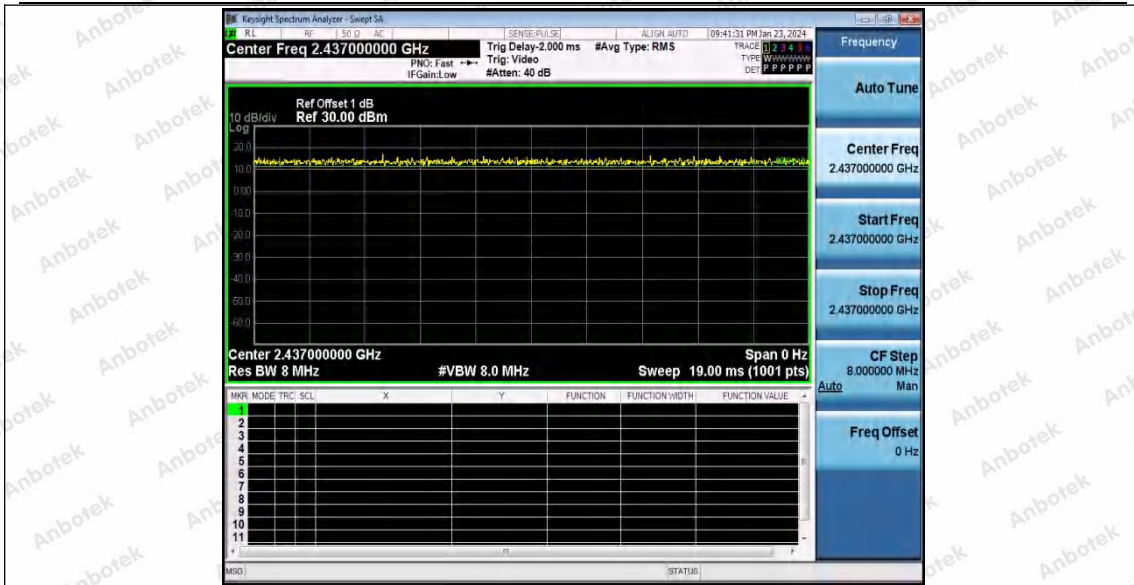 Keysight Spectrum Analyzer - Swept SA
RL RF 50 Ω AC SENSE:PULSE ALIGN AUTO 09:41:31 PM Jan 23, 2024
Center Freq 2.437000000 GHz
Trig Delay-2.000 ms #Avg Type: RMS
TRACE 1 2 3 4 5 6
PNO: Fast
Trig: Video
TYPE
IFGain:Low
#Atten: 40 dB
DET P P P P P P
Ref Offset 1 dB
10 dB/div Ref 30.00 dBm
Log
20.0
10.0
0.00
-10.0
-20.0
-30.0
-40.0
-50.0
-60.0
Center 2.437000000 GHz Span 0 Hz
Res BW 8 MHz #VBW 8.0 MHz Sweep 19.00 ms (1001 pts)
MKR MODE TRC SCL X Y FUNCTION FUNCTION WIDTH FUNCTION VALUE
1
2
3
4
5
6
7
8
9
10
11
MSG STATUS
Frequency
Auto Tune
Center Freq
2.437000000 GHz
Start Freq
2.437000000 GHz
Stop Freq
2.437000000 GHz
CF Step
8.000000 MHz
Auto Man
Freq Offset
0 Hz
Anbotek